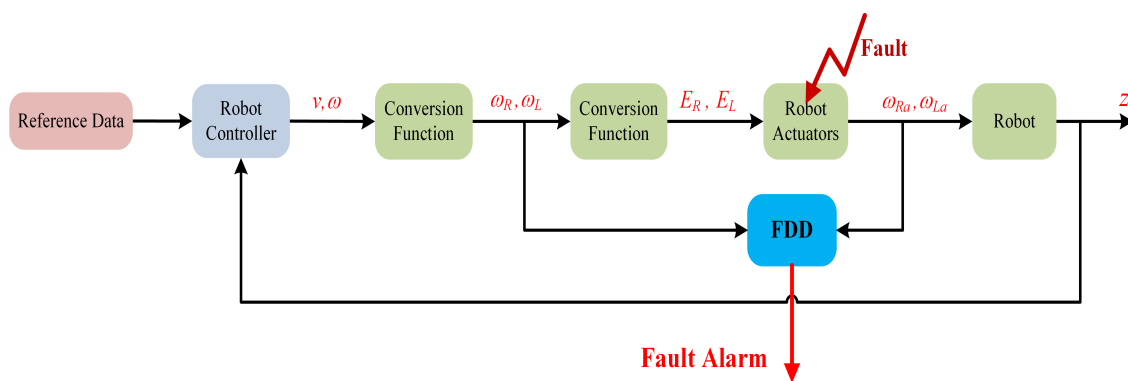 Fault
Reference Data
Robot
Controller
v,ω
Conversion
Function
ω_R,ω_L
Conversion
Function
E_R , E_L
Robot
Actuators
ω_Ra,ω_La
Robot
z
FDD
Fault Alarm